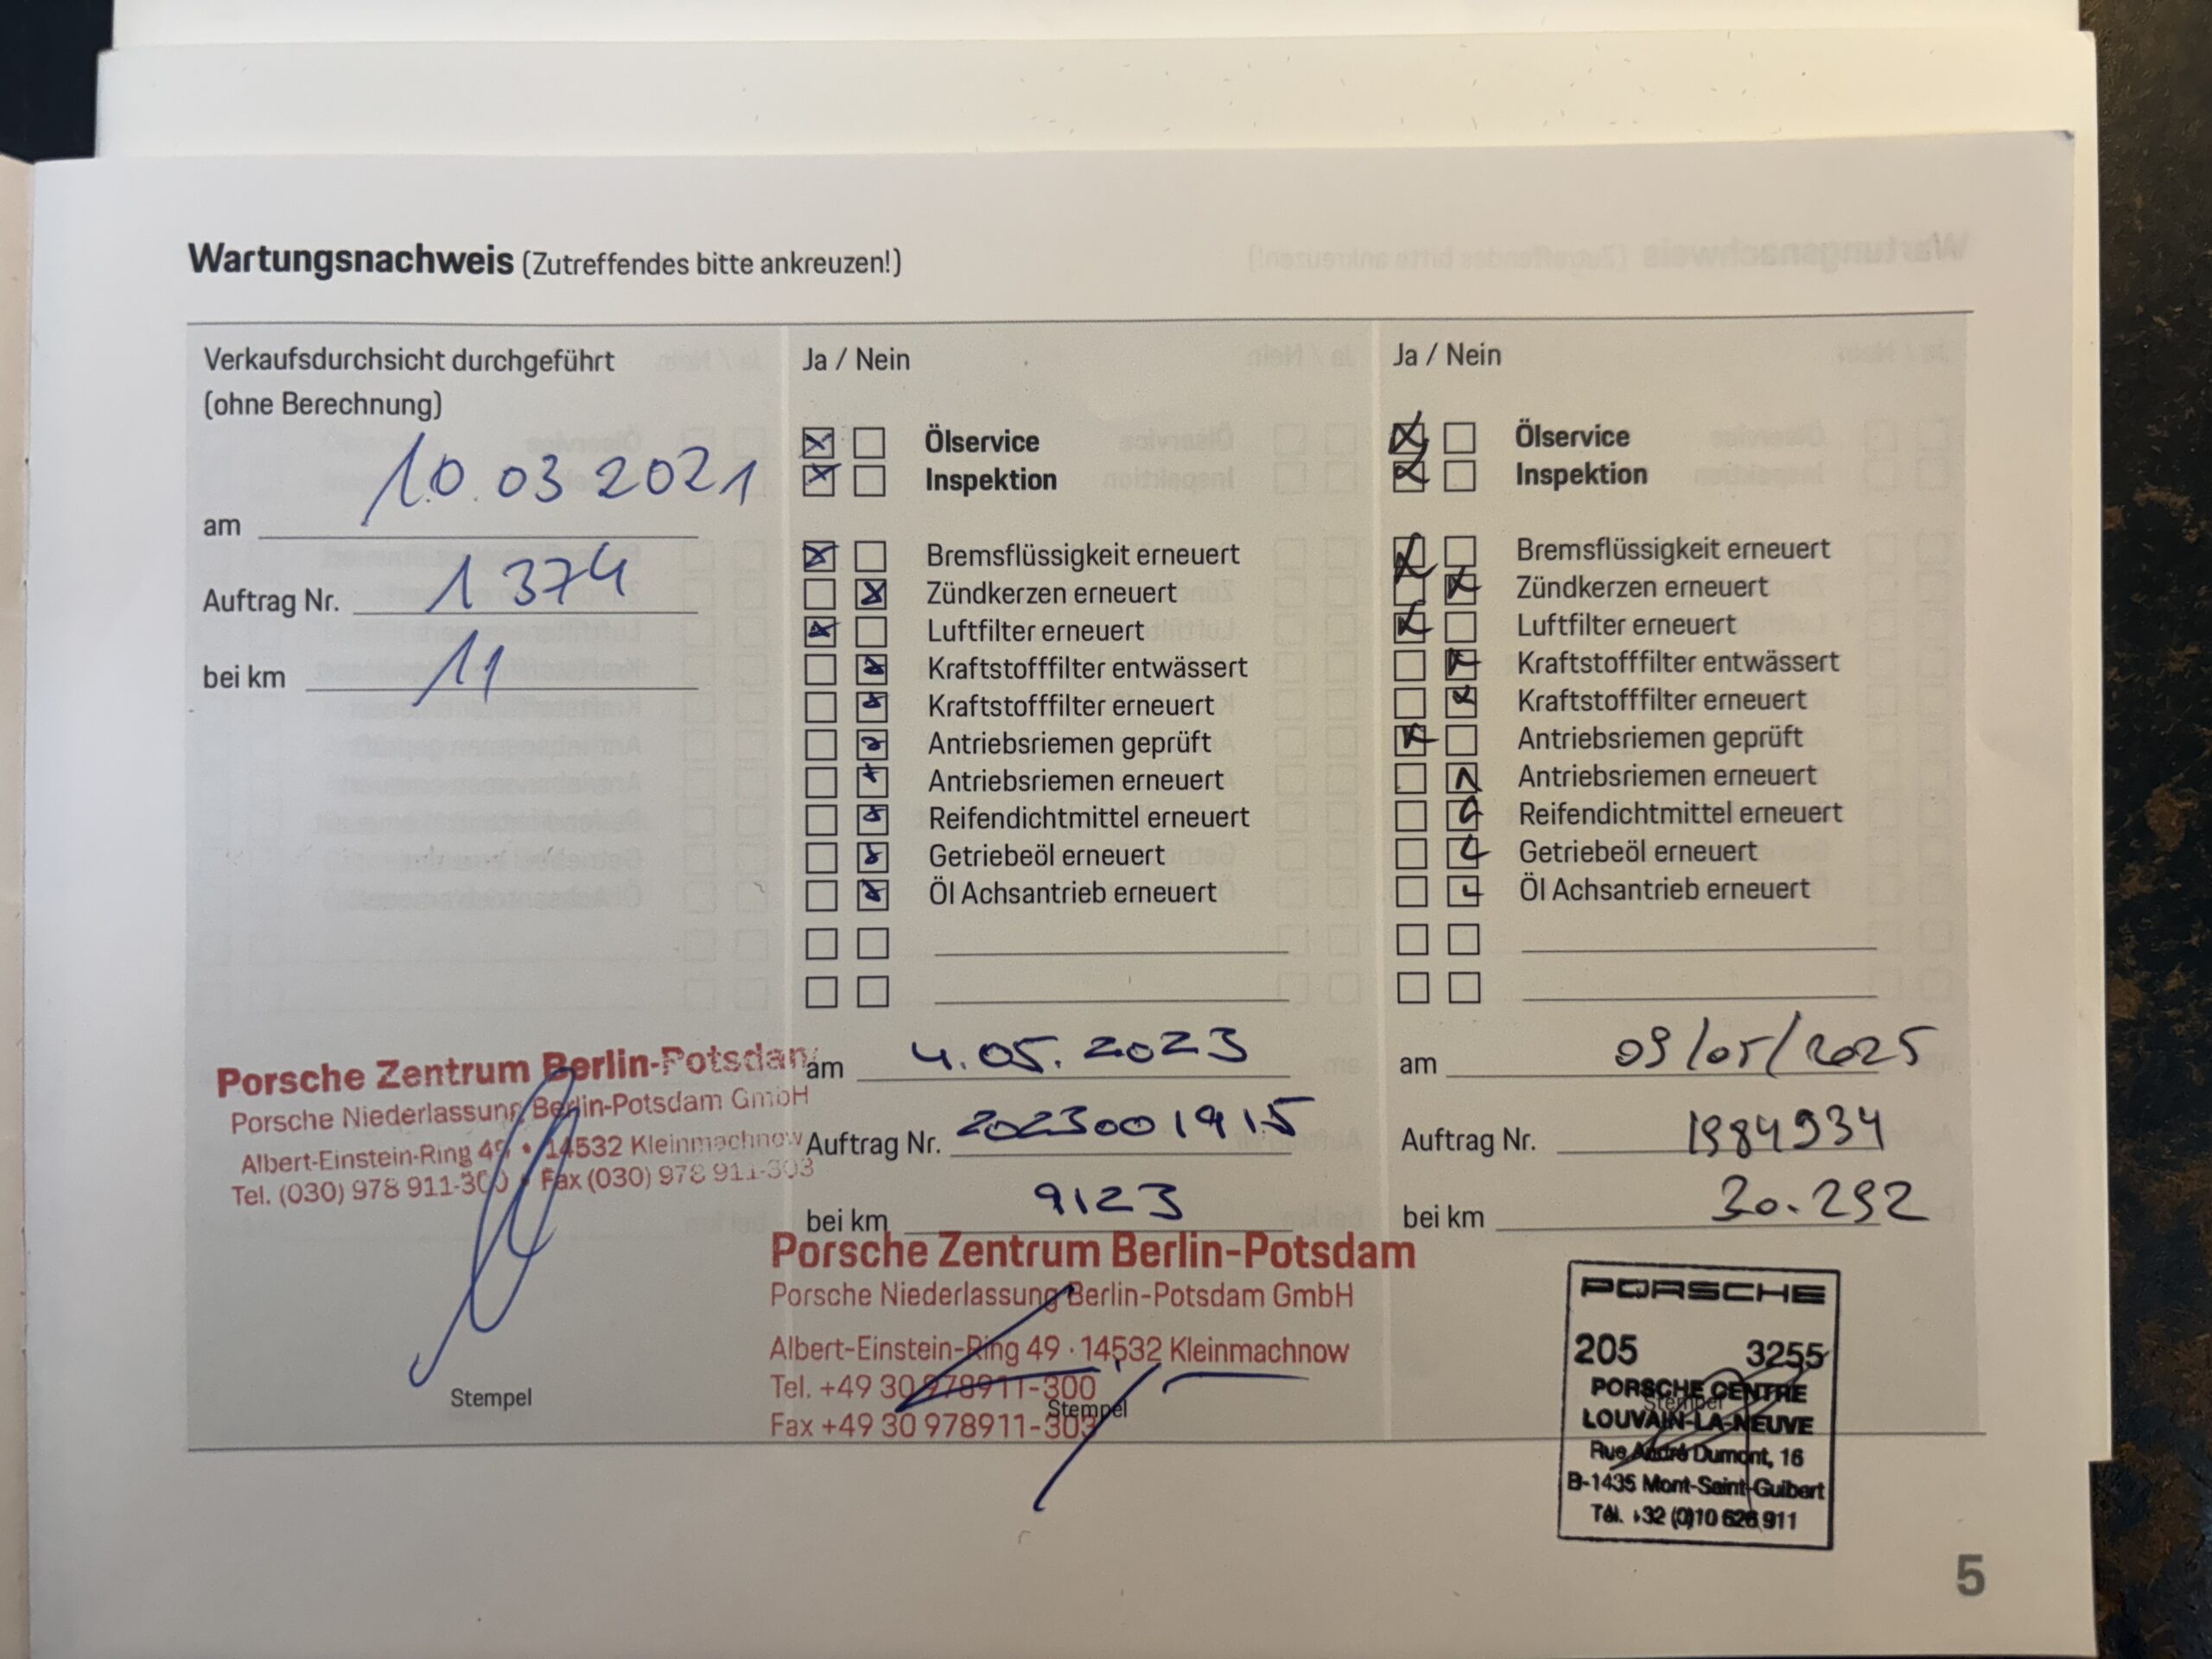 Wartungsnachweis (Zutreffendes bitte ankreuzen!)
Verkaufsdurchsicht durchgeführt
(ohne Berechnung)
am 10.03.2021
Auftrag Nr. 1374
bei km 11
Porsche Zentrum Berlin-Potsdam
Porsche Niederlassung Berlin-Potsdam GmbH
Albert-Einstein-Ring 49 • 14532 Kleinmachnow
Tel. (030) 978 911-300 • Fax (030) 978 911-303
Stempel
Ja / Nein
Ölservice
Inspektion
Bremsflüssigkeit erneuert
Zündkerzen erneuert
Luftfilter erneuert
Kraftstofffilter entwässert
Kraftstofffilter erneuert
Antriebsriemen geprüft
Antriebsriemen erneuert
Reifendichtmittel erneuert
Getriebeöl erneuert
Öl Achsantrieb erneuert
am 4.05.2023
Auftrag Nr. 2023001915
bei km 9123
Porsche Zentrum Berlin-Potsdam
Porsche Niederlassung Berlin-Potsdam GmbH
Albert-Einstein-Ring 49 · 14532 Kleinmachnow
Tel. +49 30 978911-300
Stempel
Fax +49 30 978911-303
Ja / Nein
Ölservice
Inspektion
Bremsflüssigkeit erneuert
Zündkerzen erneuert
Luftfilter erneuert
Kraftstofffilter entwässert
Kraftstofffilter erneuert
Antriebsriemen geprüft
Antriebsriemen erneuert
Reifendichtmittel erneuert
Getriebeöl erneuert
Öl Achsantrieb erneuert
am 09/05/2025
Auftrag Nr. 1984934
bei km 30.292
PORSCHE
205 3255
PORSCHE CENTRE
Stempel
LOUVAIN-LA-NEUVE
Rue André Dumont, 16
B-1435 Mont-Saint-Guibert
Tél. +32 (0)10 626 911
5